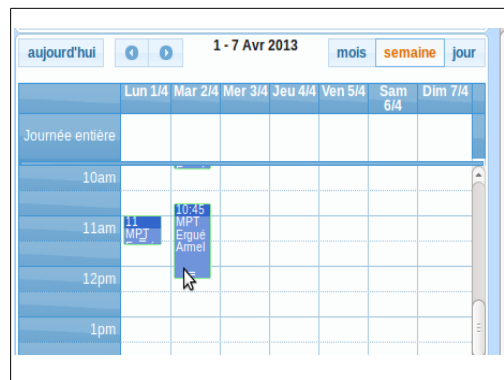 aujourd'hui
1 - 7 Avr 2013
mois semaine jour
Lun 1/4 Mar 2/4 Mer 3/4 Jeu 4/4 Ven 5/4 Sam 6/4 Dim 7/4
Journée entière
10am
11am
11
MPT
10:45
MPT
Ergué
Armel
12pm
1pm